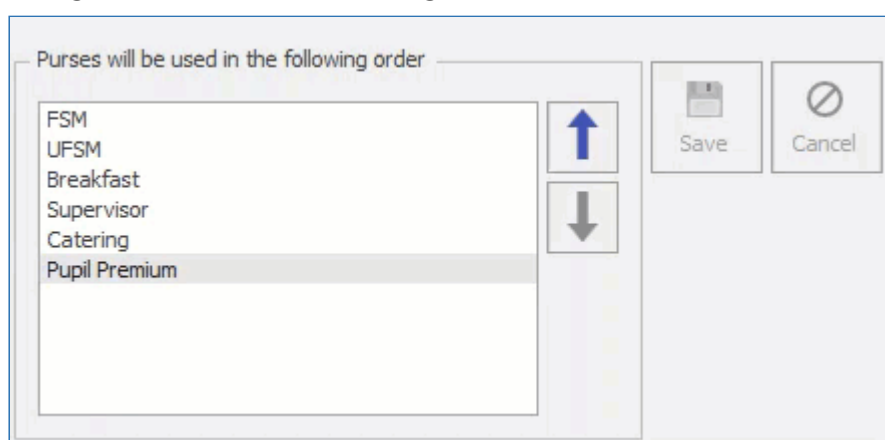 Purses will be used in the following order
FSM
UFSM
Breakfast
Supervisor
Catering
Pupil Premium
Save
Cancel